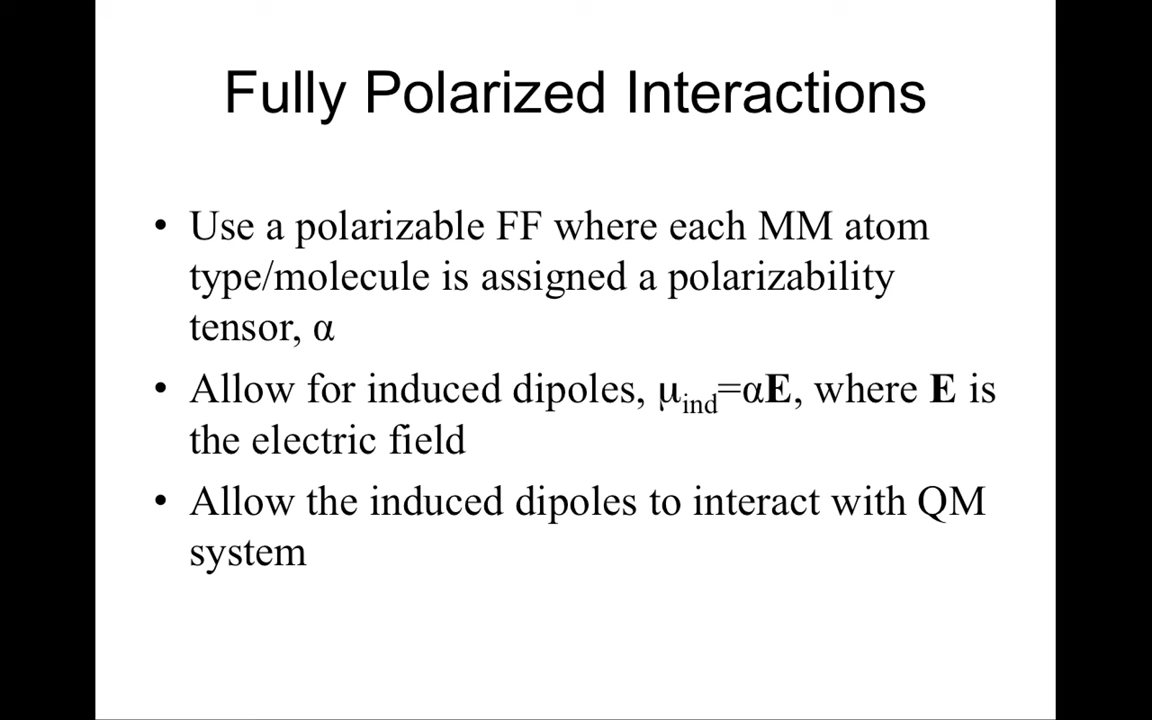 Fully Polarized Interactions
• Use a polarizable FF where each MM atom
type/molecule is assigned a polarizability
tensor, α
• Allow for induced dipoles, μind=αE, where E is
the electric field
• Allow the induced dipoles to interact with QM
system